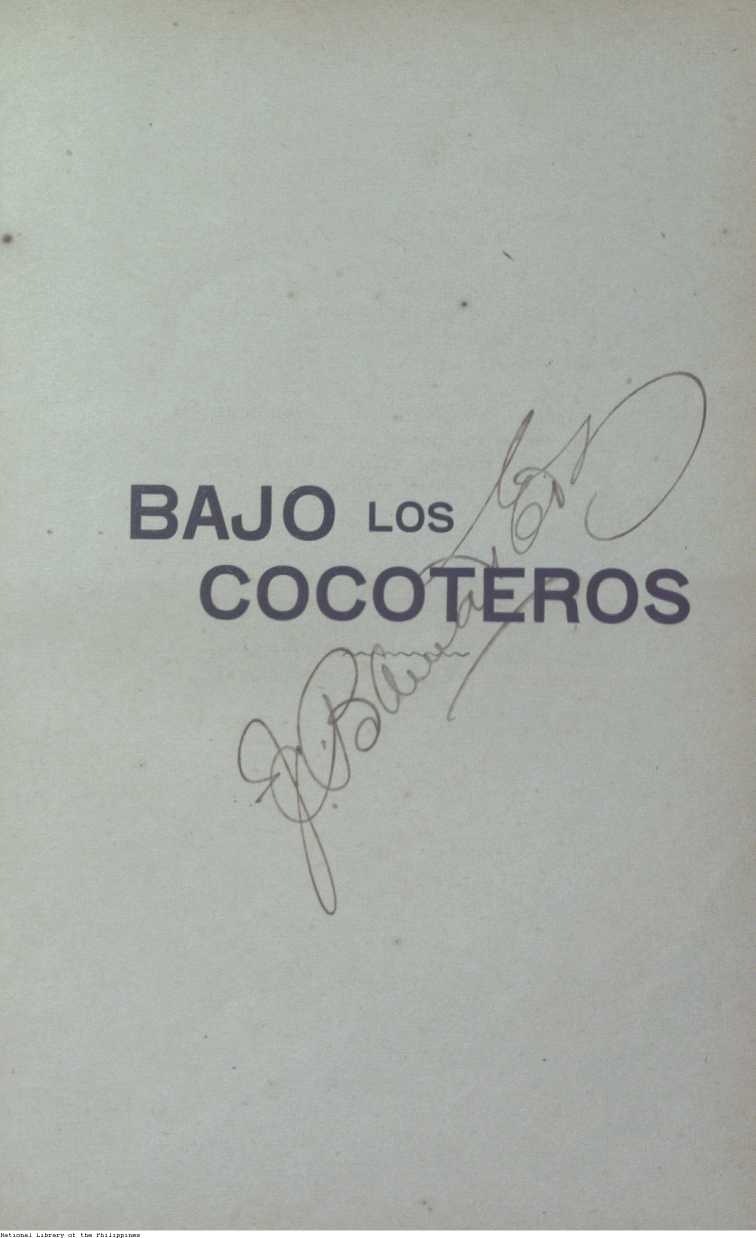 BAJO LOS
COCOTEROS
National Library of the Philippines